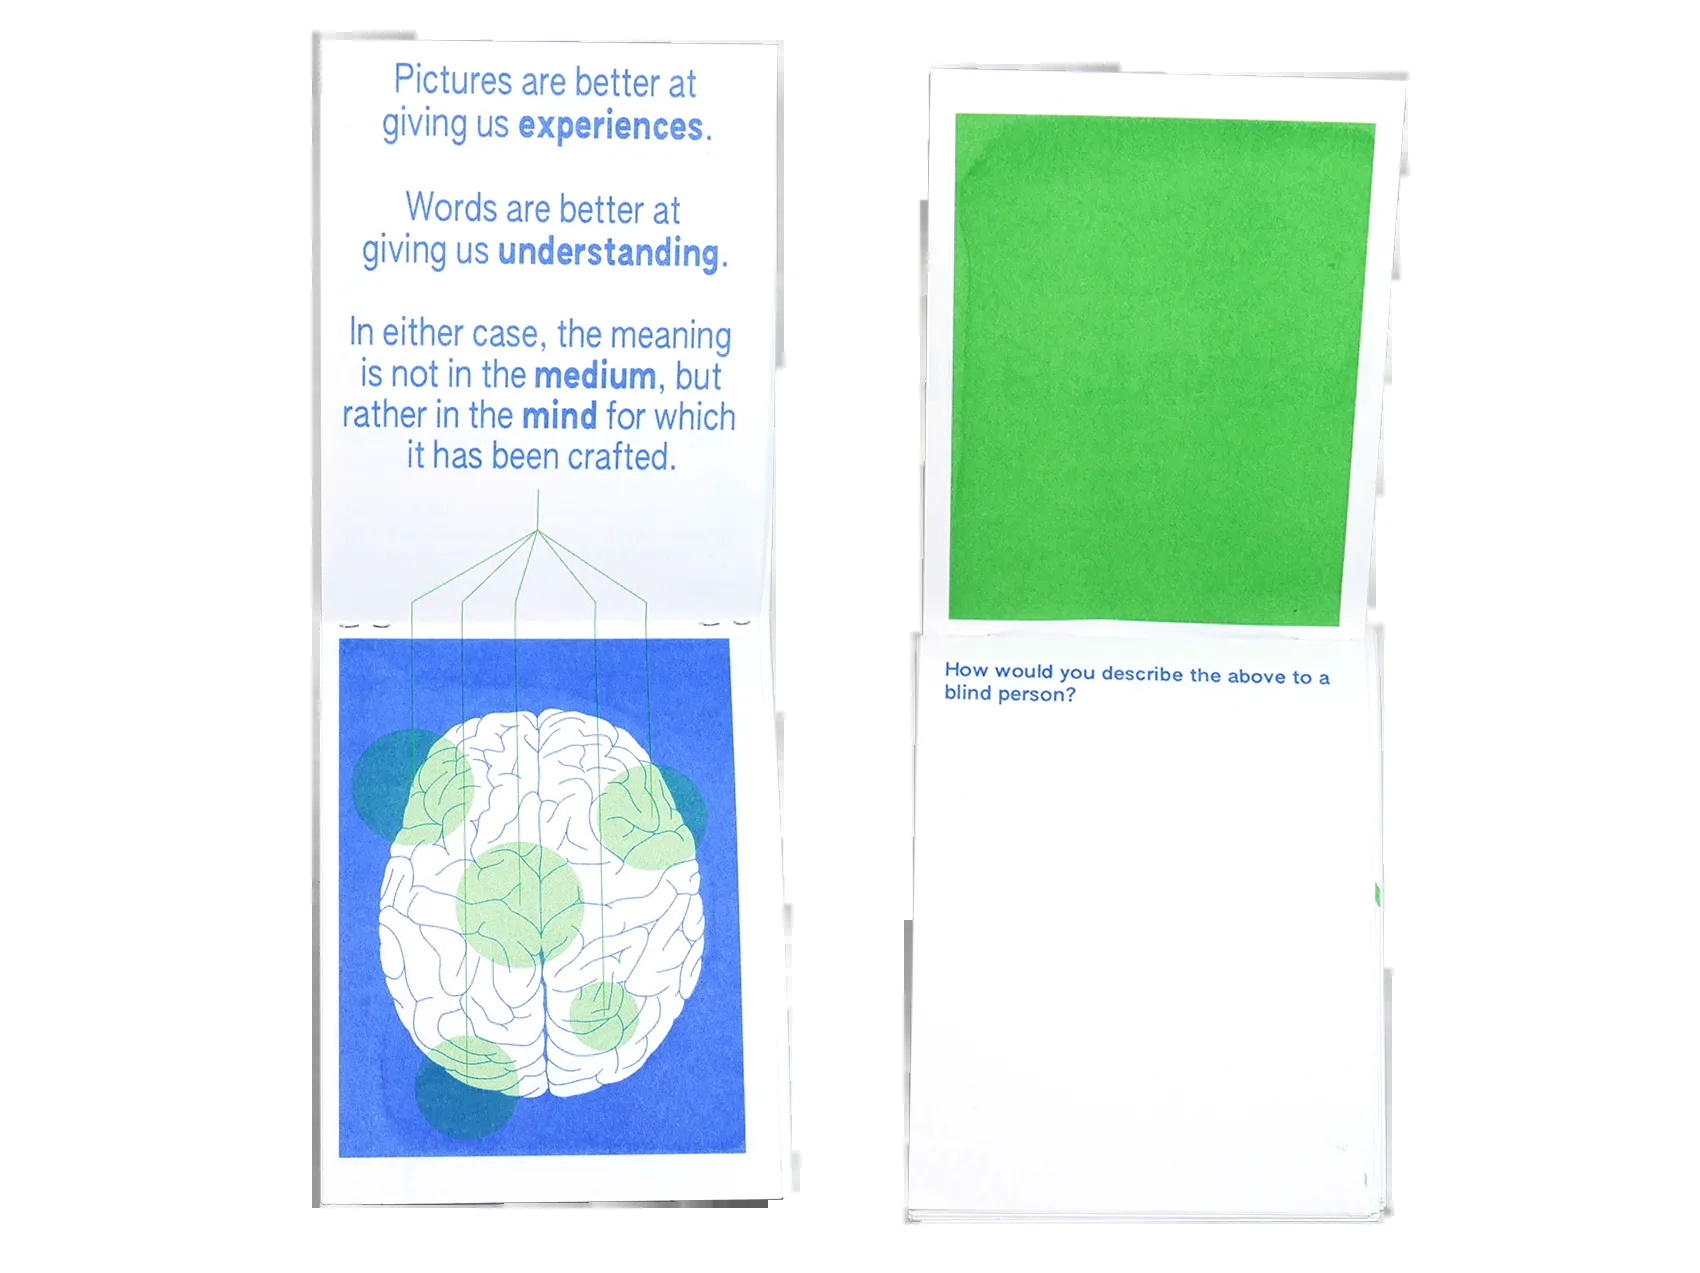 Pictures are better at
giving us experiences.
Words are better at
giving us understanding.
In either case, the meaning
is not in the medium, but
rather in the mind for which
it has been crafted.
How would you describe the above to a
blind person?